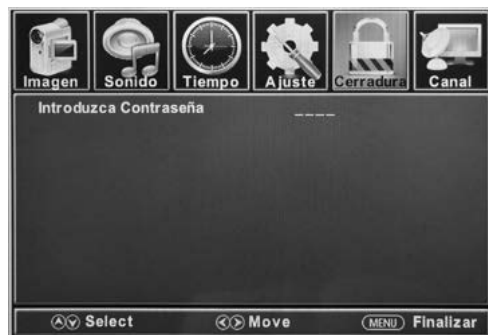 Imagen Sonido Tiempo Ajuste Cerradura Canal
Introduzca Contraseña _ _ _ _
Select Move MENU Finalizar